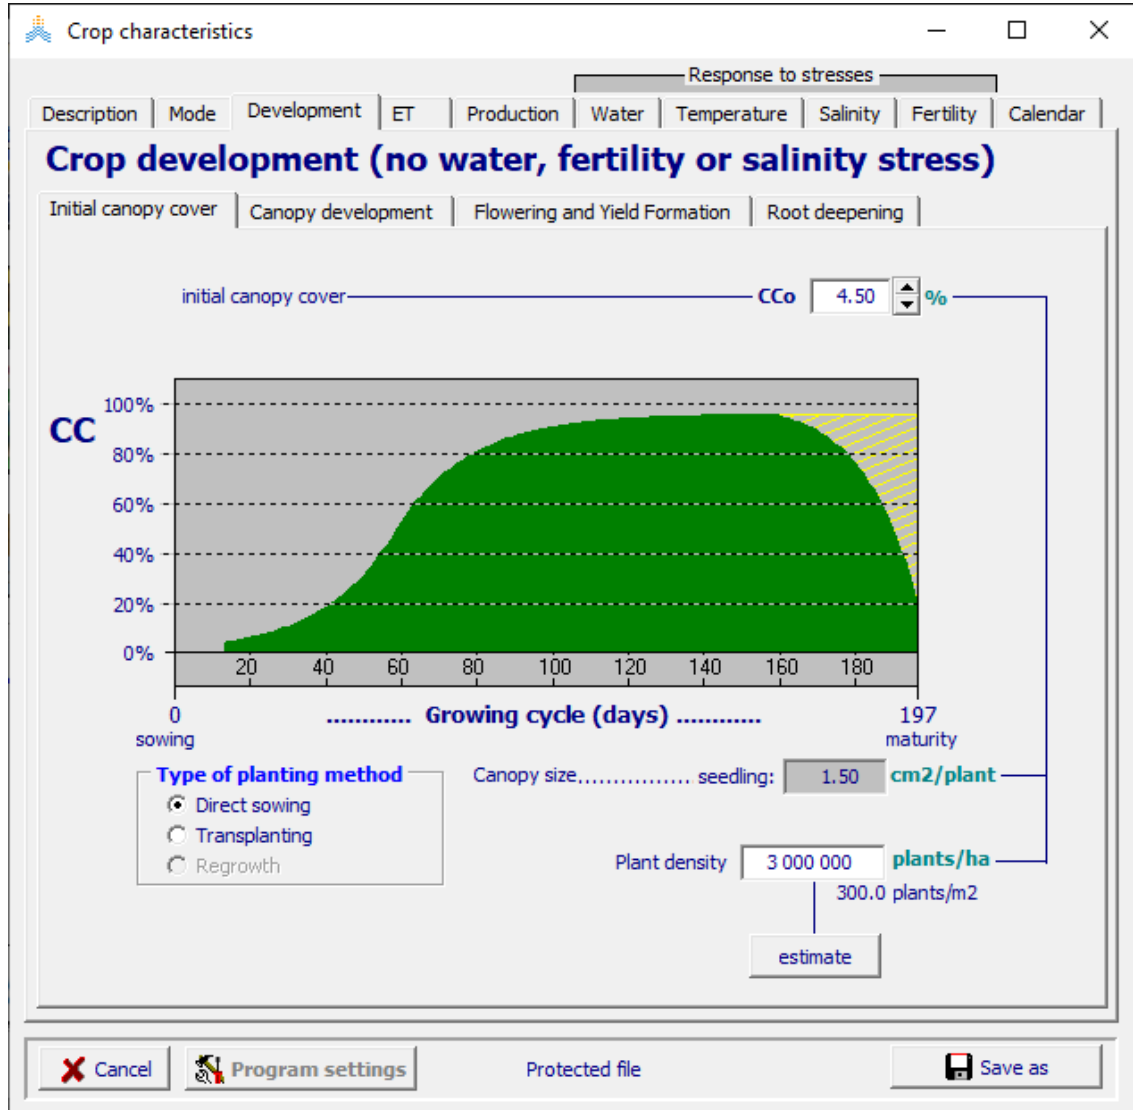 Crop characteristics
Response to stresses
Description Mode Development ET Production Water Temperature Salinity Fertility Calendar
Crop development (no water, fertility or salinity stress)
Initial canopy cover Canopy development Flowering and Yield Formation Root deepening
initial canopy cover CCo 4.50 %
CC
100%
80%
60%
40%
20%
0%
20 40 60 80 100 120 140 160 180
0 ............ Growing cycle (days) ............ 197
sowing maturity
Type of planting method
Direct sowing
Transplanting
Regrowth
Canopy size................ seedling: 1.50 cm2/plant
Plant density 3 000 000 plants/ha
300.0 plants/m2
estimate
Cancel Program settings Protected file Save as